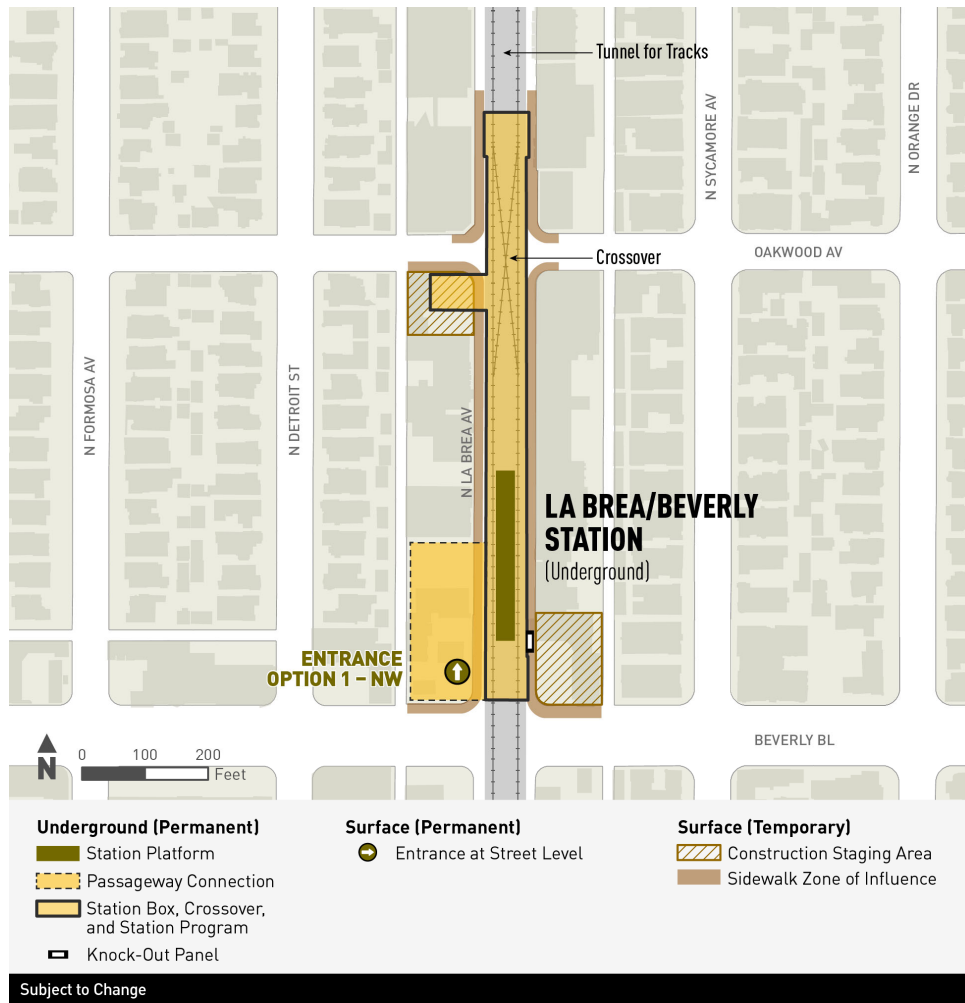 Tunnel for Tracks
N SYCAMORE AV
N ORANGE DR
OAKWOOD AV
Crossover
N FORMOSA AV
N DETROIT ST
N LA BREA AV
LA BREA/BEVERLY
STATION
(Underground)
ENTRANCE
OPTION 1 – NW
BEVERLY BL
N
0 100 200
Feet
Underground (Permanent)
Station Platform
Passageway Connection
Station Box, Crossover,
and Station Program
Knock-Out Panel
Surface (Permanent)
Entrance at Street Level
Surface (Temporary)
Construction Staging Area
Sidewalk Zone of Influence
Subject to Change